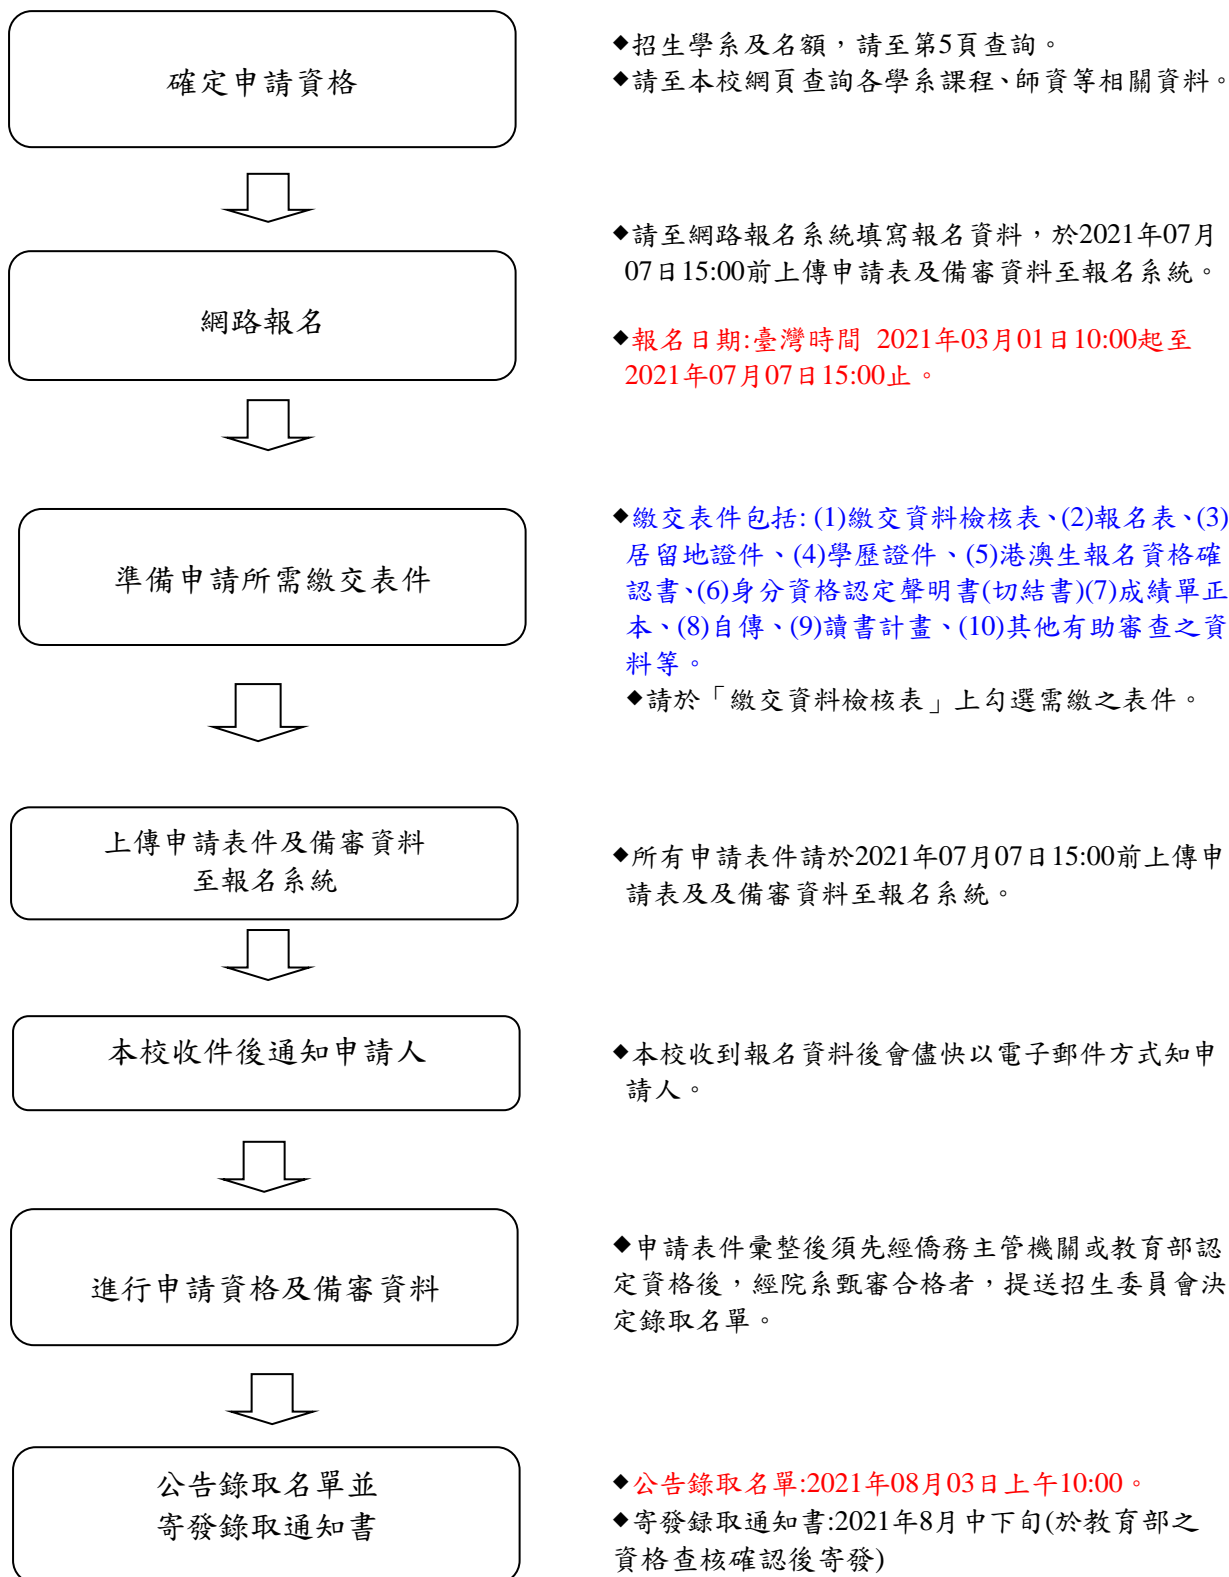 確定申請資格
◆招生學系及名額，請至第5頁查詢。
◆請至本校網頁查詢各學系課程、師資等相關資料。
網路報名
◆請至網路報名系統填寫報名資料，於2021年07月
07日15:00前上傳申請表及備審資料至報名系統。
◆報名日期:臺灣時間 2021年03月01日10:00起至
2021年07月07日15:00止。
準備申請所需繳交表件
◆繳交表件包括: (1)繳交資料檢核表、(2)報名表、(3)
居留地證件、(4)學歷證件、(5)港澳生報名資格確
認書、(6)身分資格認定聲明書(切結書)(7)成績單正
本、(8)自傳、(9)讀書計畫、(10)其他有助審查之資
料等。
◆請於「繳交資料檢核表」上勾選需繳之表件。
上傳申請表件及備審資料
至報名系統
◆所有申請表件請於2021年07月07日15:00前上傳申
請表及及備審資料至報名系統。
本校收件後通知申請人
◆本校收到報名資料後會儘快以電子郵件方式知申
請人。
進行申請資格及備審資料
◆申請表件彙整後須先經僑務主管機關或教育部認
定資格後，經院系甄審合格者，提送招生委員會決
定錄取名單。
公告錄取名單並
寄發錄取通知書
◆公告錄取名單:2021年08月03日上午10:00。
◆寄發録取通知書:2021年8月中下旬(於教育部之
資格查核確認後寄發)